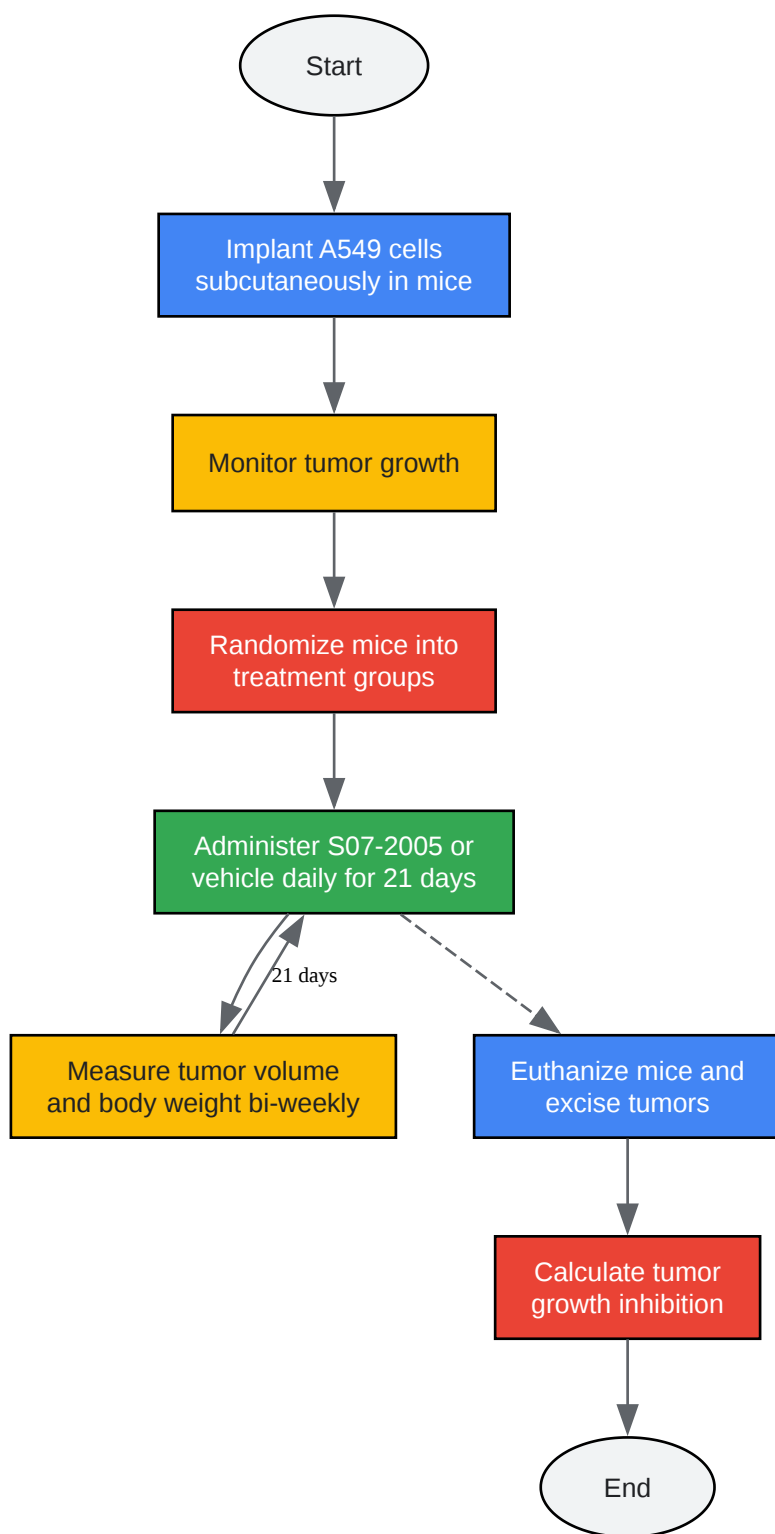 Start
Implant A549 cells
subcutaneously in mice
Monitor tumor growth
Randomize mice into
treatment groups
Administer S07-2005 or
vehicle daily for 21 days
21 days
Measure tumor volume
and body weight bi-weekly
Euthanize mice and
excise tumors
Calculate tumor
growth inhibition
End